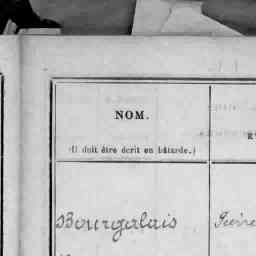 NOM.
(Il doit être écrit en bâtarde.)
Bourgalais